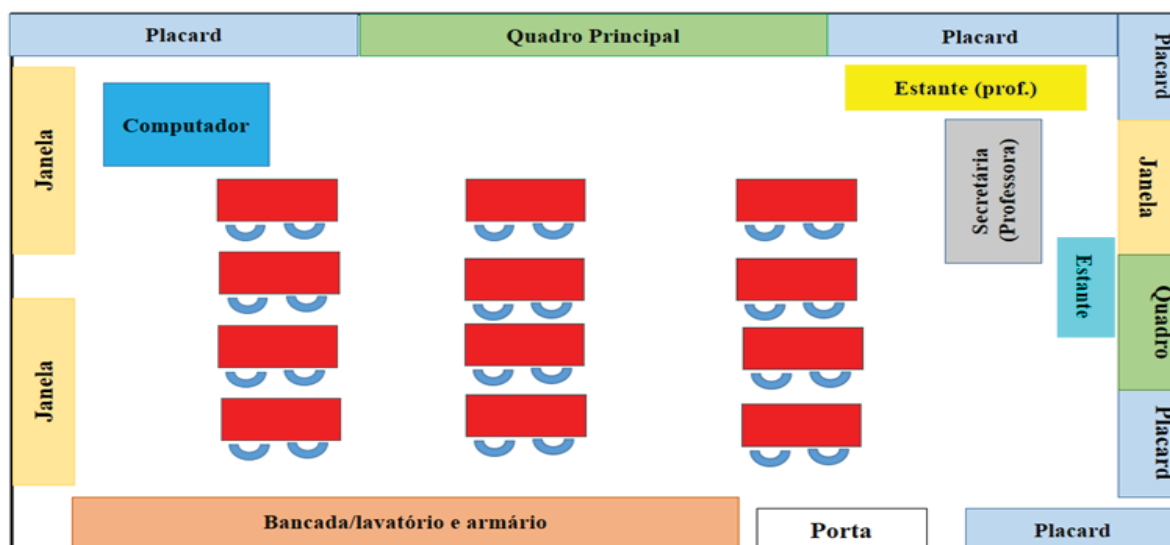 Placard
Quadro Principal
Placard
Placard
Estante (prof.)
Janela
Computador
Secretária
(Professora)
Janela
Estante
Quadro
Janela
Placard
Bancada/lavatório e armário
Porta
Placard